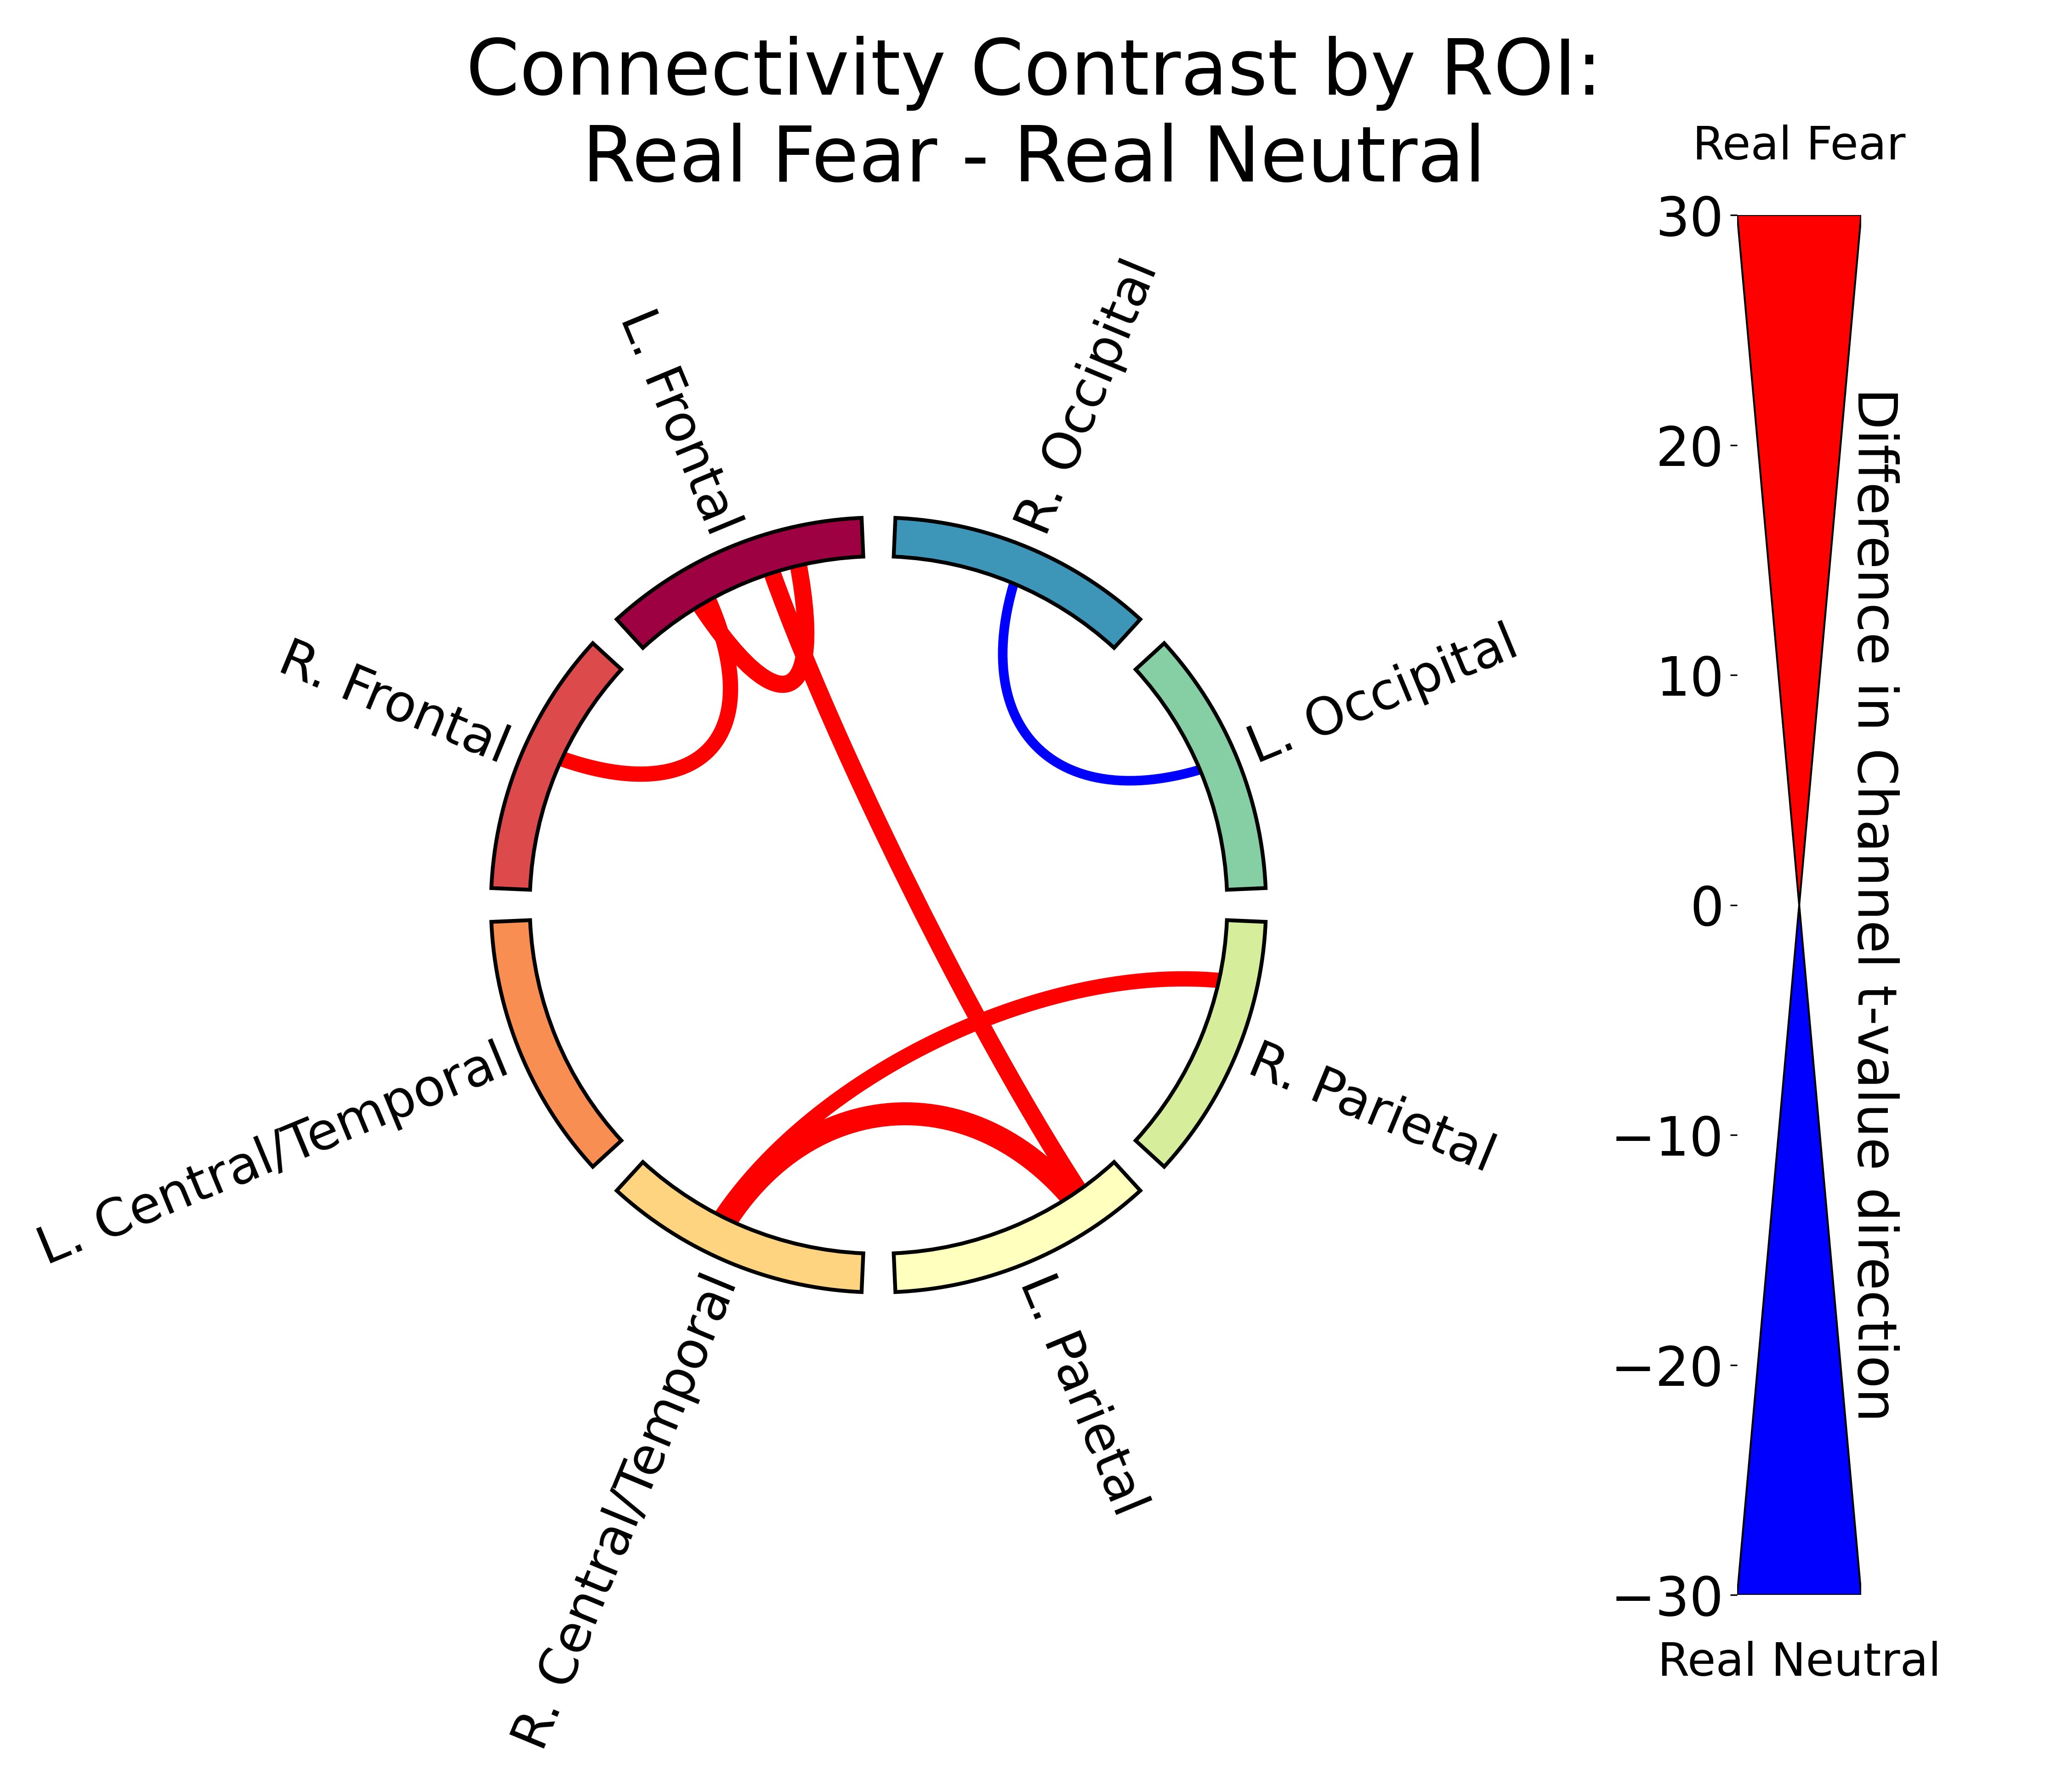 Connectivity Contrast by ROI:
Real Fear - Real Neutral
L. Frontal
R. Occipital
R. Frontal
L. Occipital
L. Central/Temporal
R. Parietal
R. Central/Temporal
L. Parietal
Real Fear
30
20
10
0
−10
−20
−30
Real Neutral
Difference in Channel t-value direction